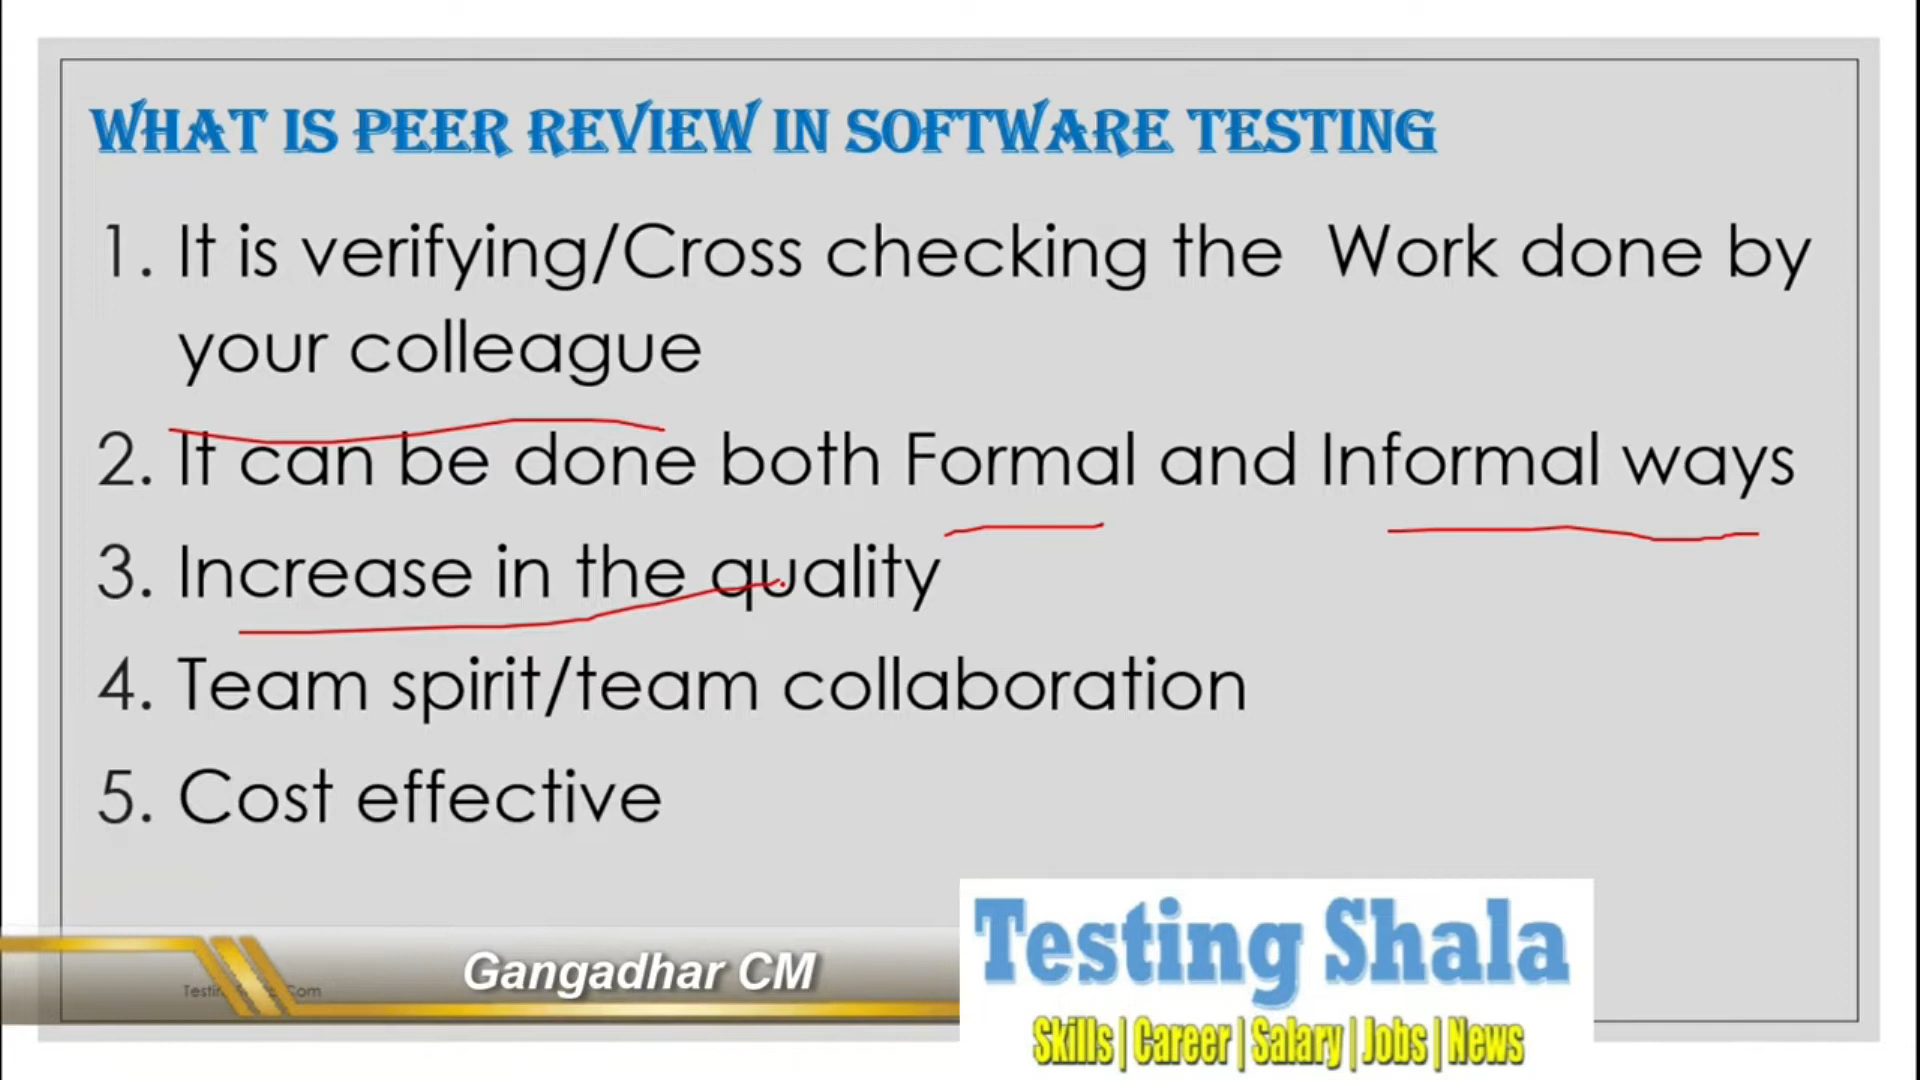 WHAT IS PEER REVIEW IN SOFTWARE TESTING
1. It is verifying/Cross checking the Work done by
your colleague
2. It can be done both Formal and Informal ways
3. Increase in the quality
4. Team spirit/team collaboration
5. Cost effective
Gangadhar CM
Testing Shala
Skills | Career | Salary | Jobs | News